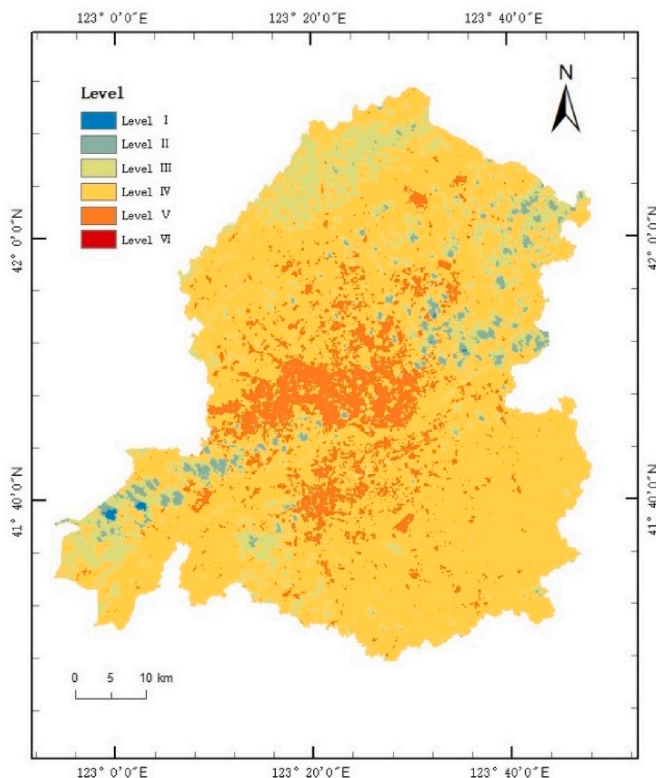 123° 0′0″E 123° 20′0″E 123° 40′0″E
N
Level
Level I
Level II
Level III
Level IV
Level V
Level VI
42° 0′0″N 42° 0′0″N
41° 40′0″N 41° 40′0″N
0 5 10 km
123° 0′0″E 123° 20′0″E 123° 40′0″E